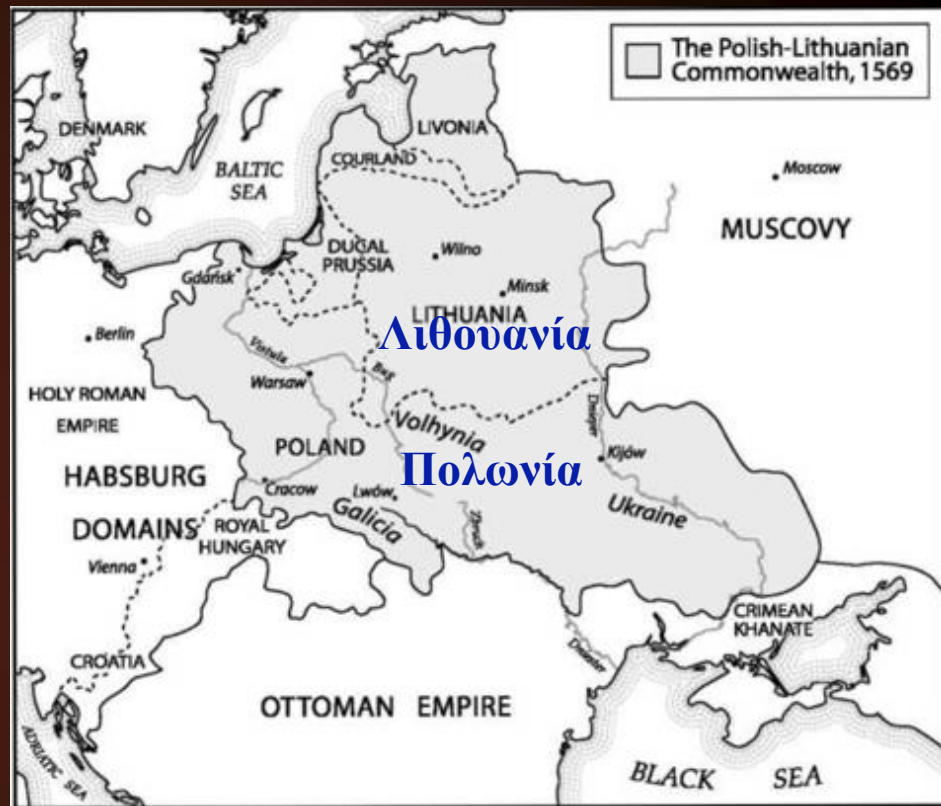 The Polish-Lithuanian
Commonwealth, 1569
DENMARK
LIVONIA
COURLAND
BALTIC
SEA
Moscow
MUSCOVY
DUCAL
PRUSSIA
Wilno
Gdańsk
Minsk
LITHUANIA
Λιθουανία
Berlin
Vistula
Bug
Warsaw
HOLY ROMAN
EMPIRE
Volhynia
Dnieper
POLAND
Πολωνία
Kijów
HABSBURG
DOMAINS
Cracow
Lwów
Galicia
Zbruch
Ukraine
ROYAL
HUNGARY
Vienna
CRIMEAN
KHANATE
CROATIA
Dniester
OTTOMAN EMPIRE
ADRIATIC SEA
BLACK SEA